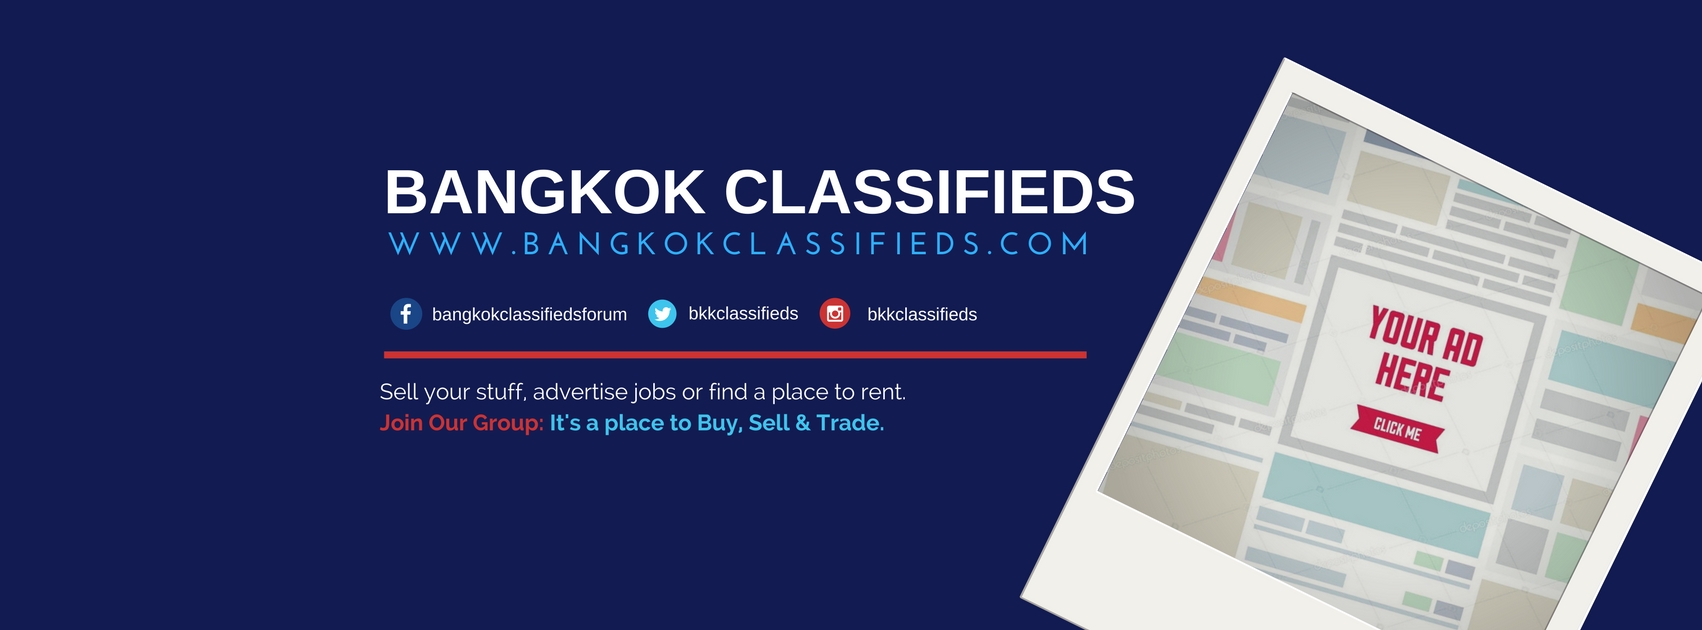 BANGKOK CLASSIFIEDS
WWW.BANGKOKCLASSIFIEDS.COM
bangkokclassifiedsforum bkkclassifieds bkkclassifieds
Sell your stuff, advertise jobs or find a place to rent.
Join Our Group: It's a place to Buy, Sell & Trade.
YOUR AD
HERE
CLICK ME